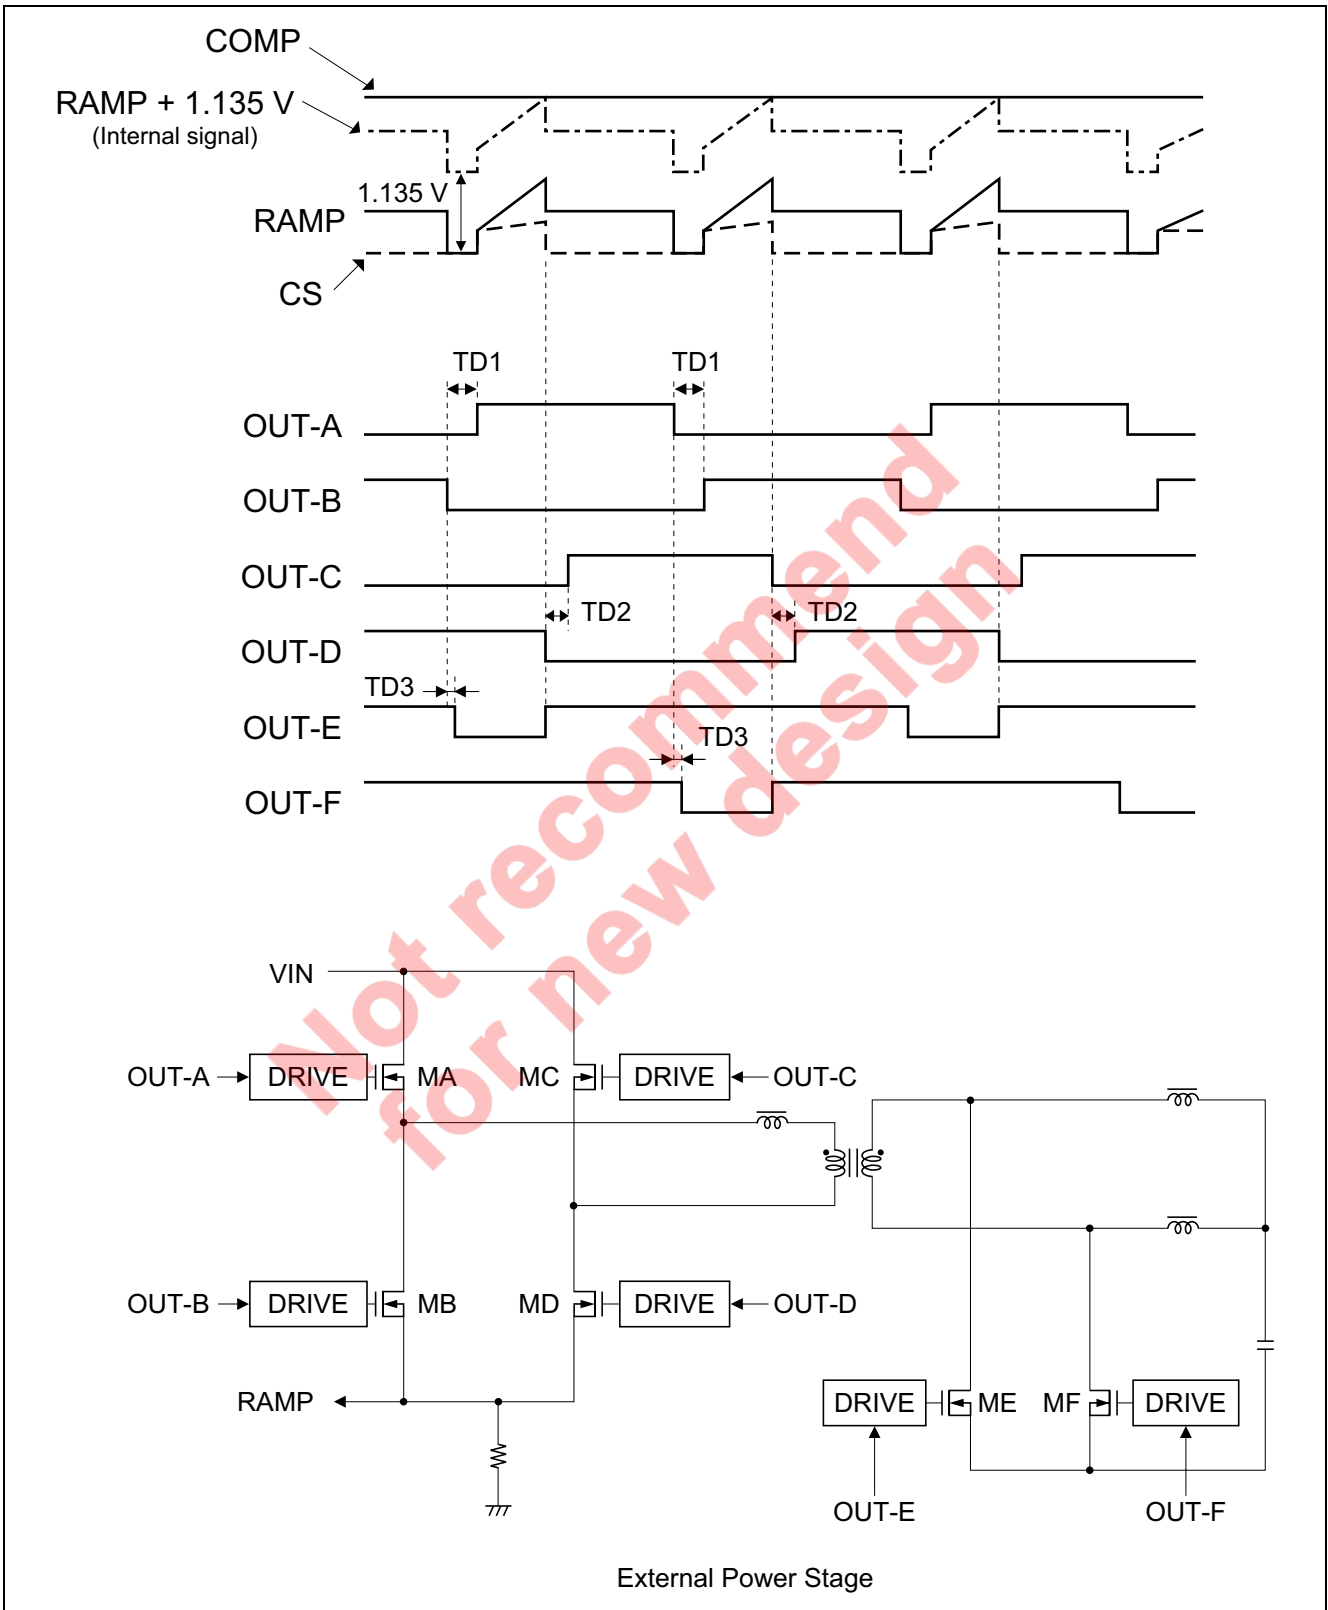 COMP
RAMP + 1.135 V
(Internal signal)
1.135 V
RAMP
CS
TD1
TD1
OUT-A
OUT-B
OUT-C
TD2
TD2
OUT-D
TD3
OUT-E
TD3
OUT-F
Not recommend
for new design
VIN
OUT-A
DRIVE
MA
MC
DRIVE
OUT-C
OUT-B
DRIVE
MB
MD
DRIVE
OUT-D
RAMP
DRIVE
ME
MF
DRIVE
OUT-E
OUT-F
External Power Stage